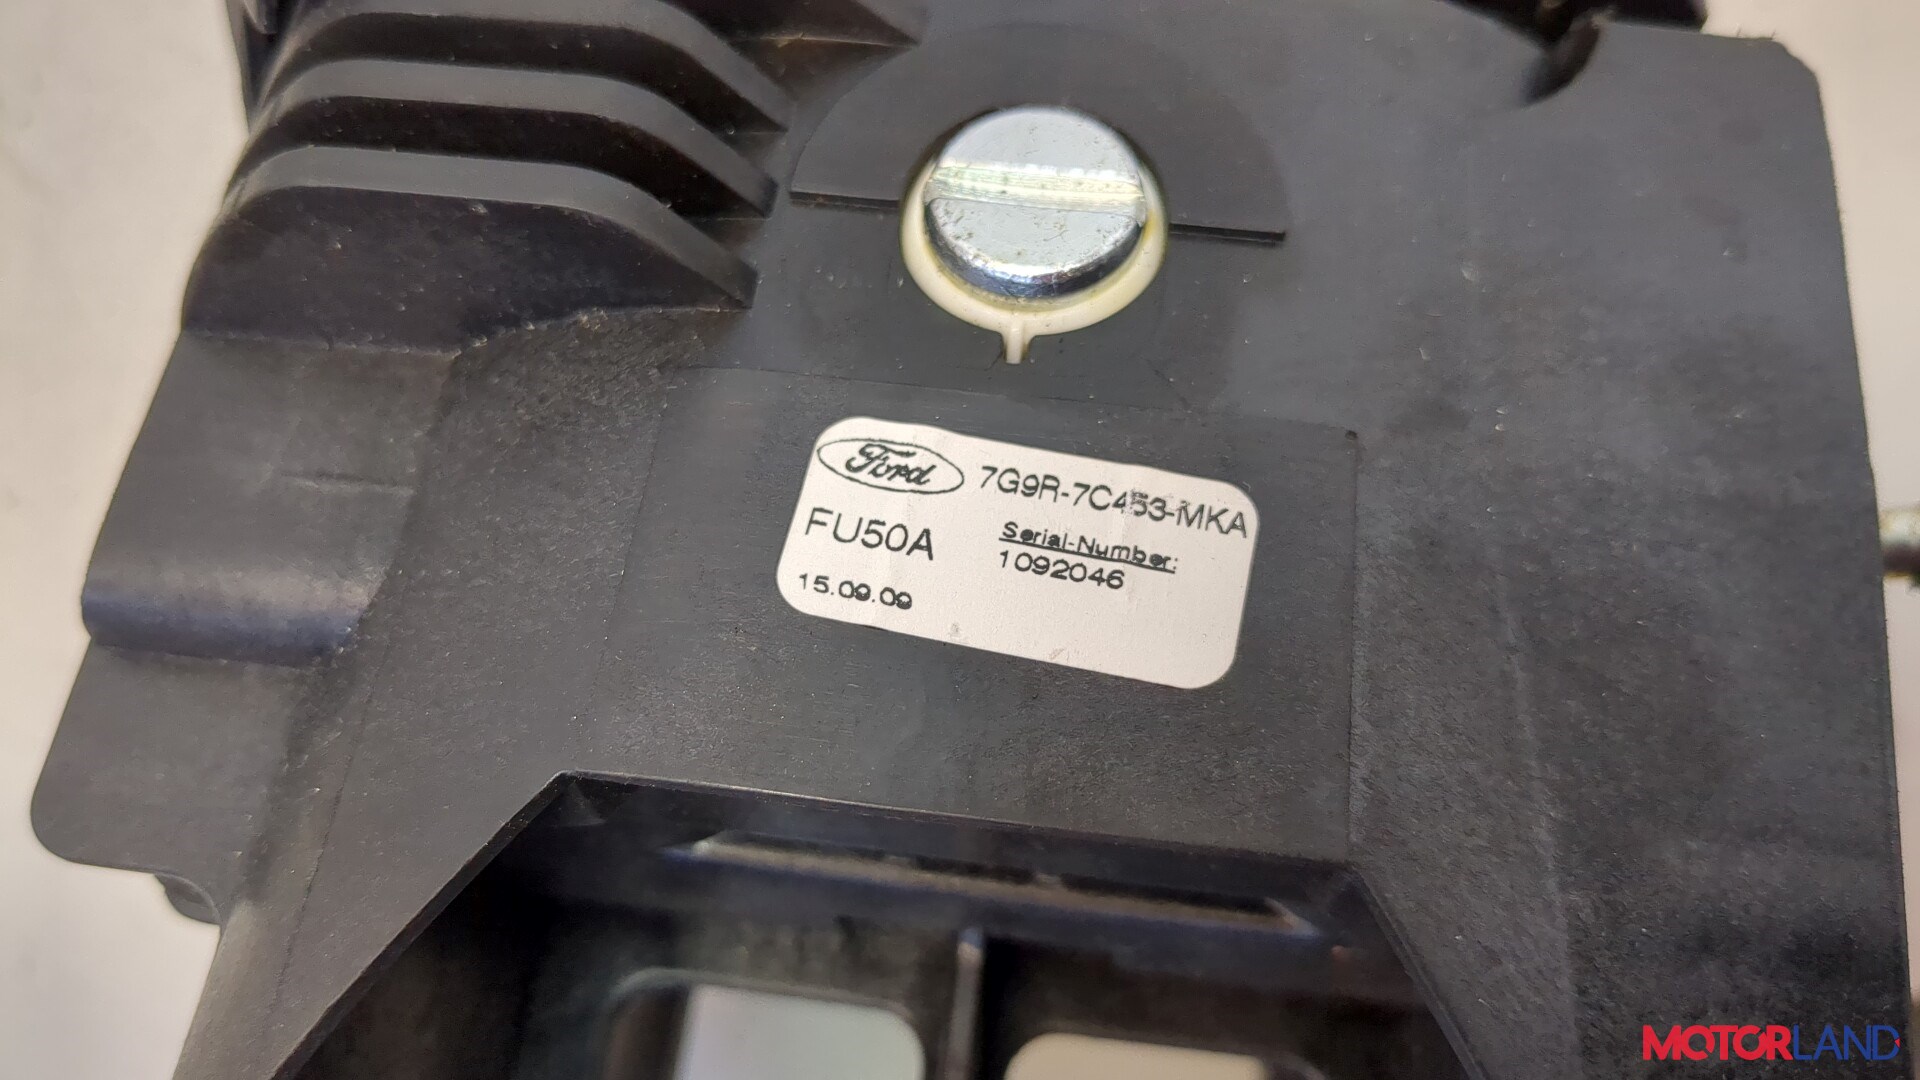 Ford 7G9R-7C453-MKA
FU50A Serial-Number:
1092046
15.09.09
MOTORLAND